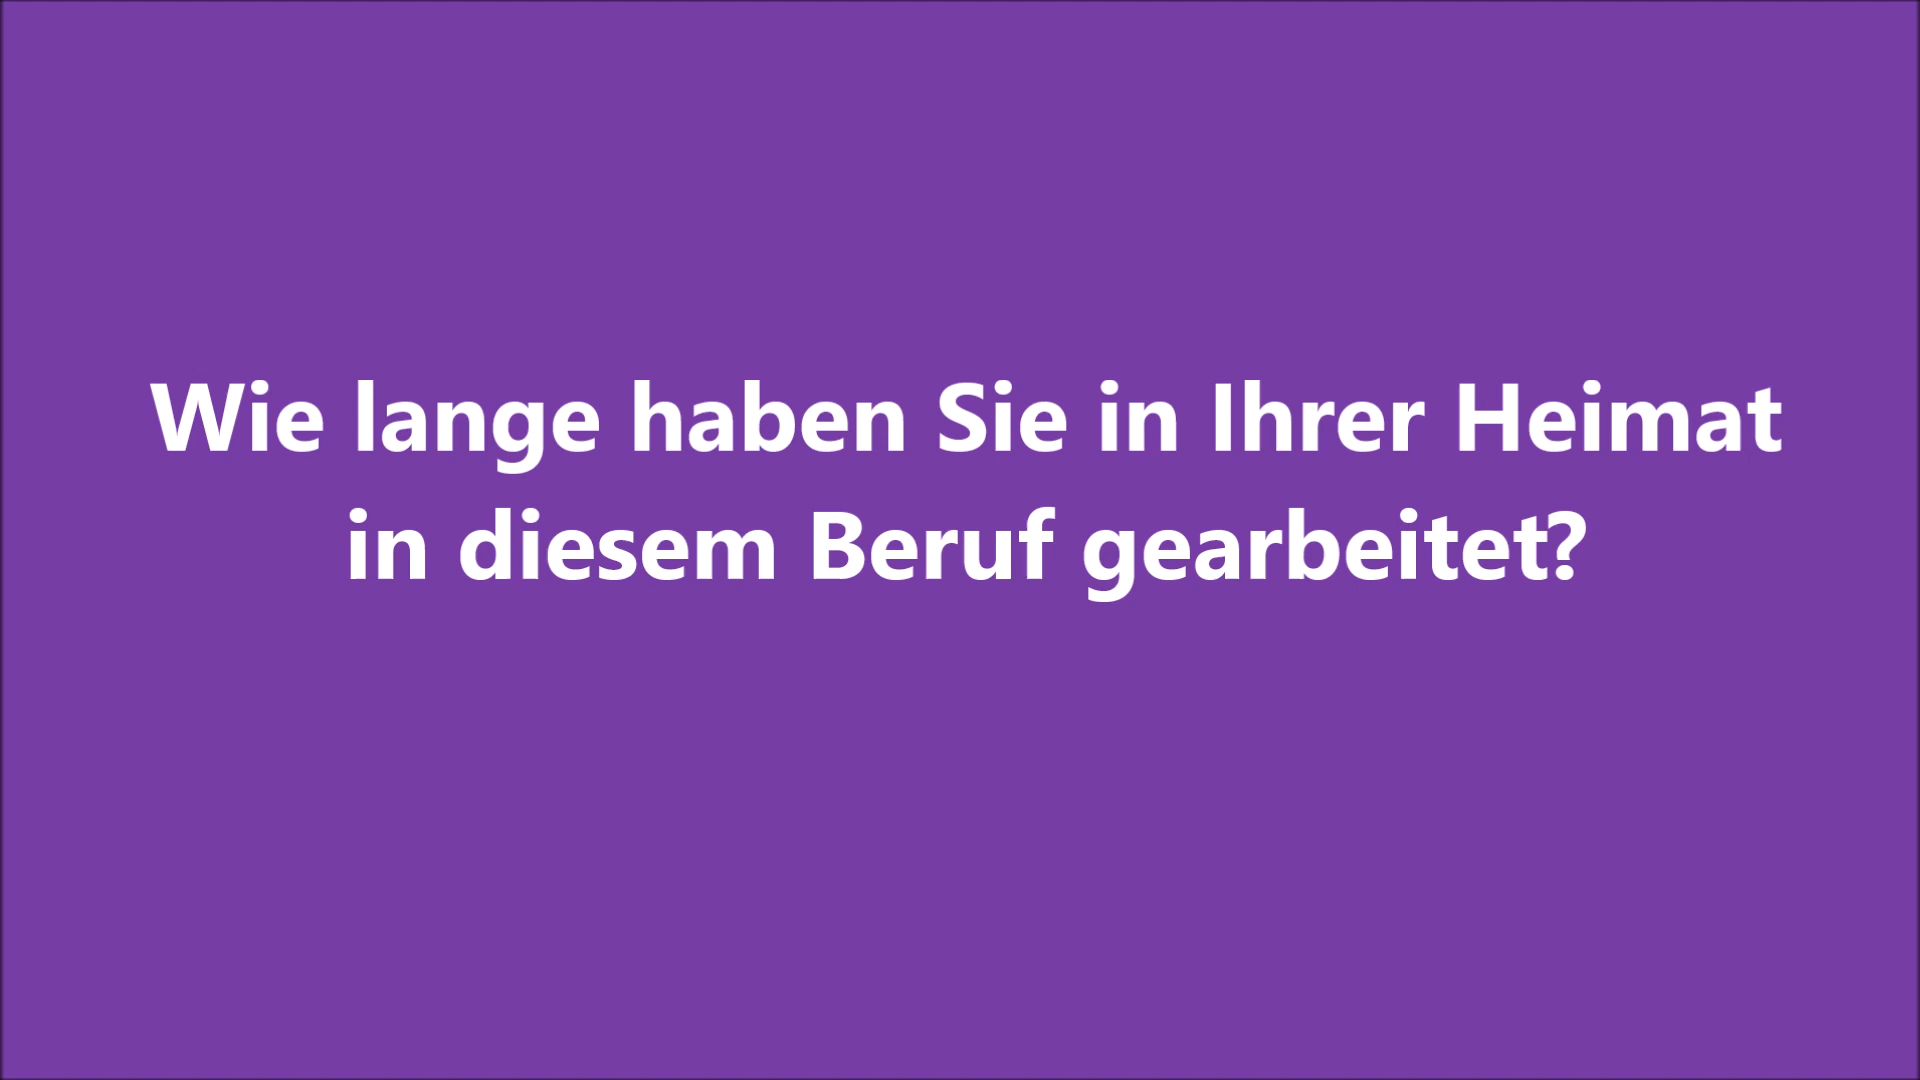 Wie lange haben Sie in Ihrer Heimat
in diesem Beruf gearbeitet?